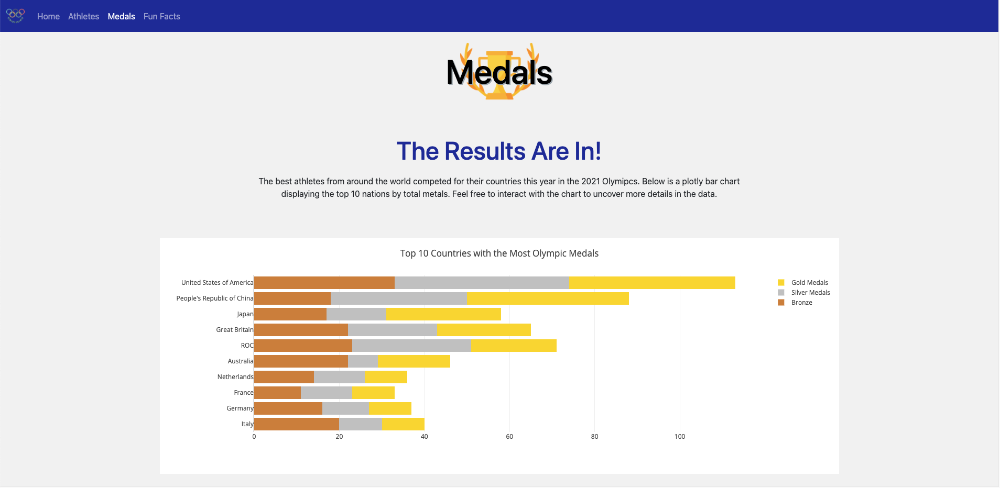 Home Athletes Medals Fun Facts
Medals
The Results Are In!
The best athletes from around the world competed for their countries this year in the 2021 Olymipcs. Below is a plotly bar chart
displaying the top 10 nations by total metals. Feel free to interact with the chart to uncover more details in the data.
Top 10 Countries with the Most Olympic Medals
United States of America
People's Republic of China
Japan
Great Britain
ROC
Australia
Netherlands
France
Germany
Italy
0 20 40 60 80 100
Gold Medals
Silver Medals
Bronze